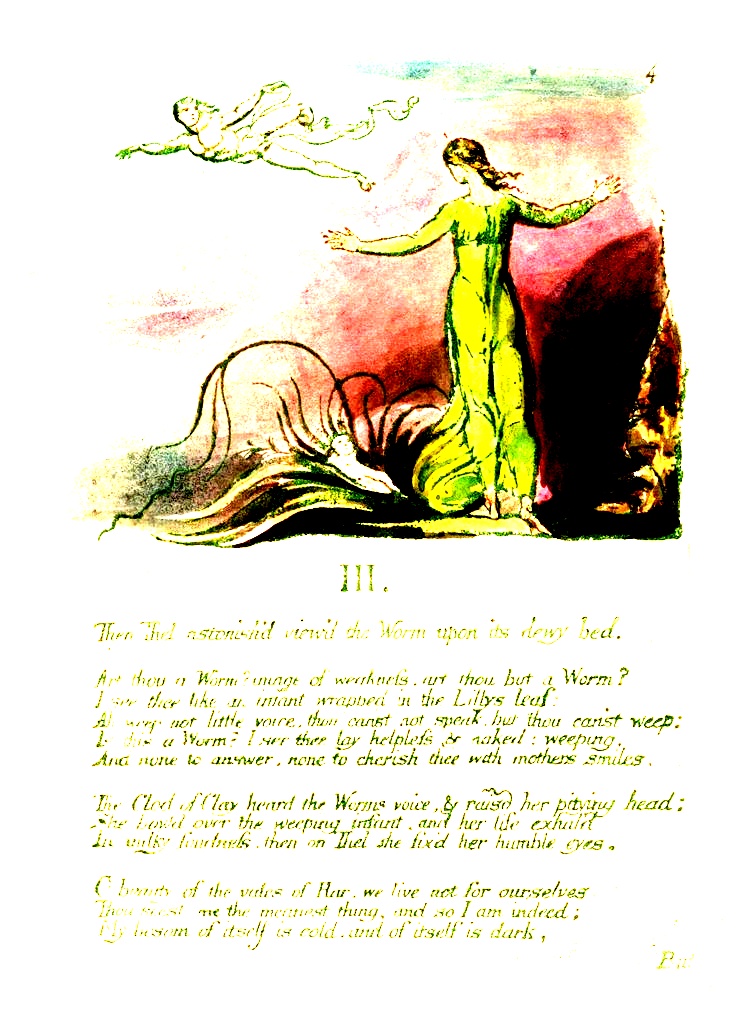 4
III.
Then Thel astonish'd view'd the Worm upon its dewy bed.
Art thou a Worm? image of weakness. art thou but a Worm?
I see thee like an infant wrapped in the Lillys leaf:
Ah weep not little voice, thou canst not speak, but thou canst weep;
Is this a Worm? I see thee lay helpless & naked: weeping,
And none to answer, none to cherish thee with mothers smiles.
The Clod of Clay heard the Worms voice, & raisd her pitying head;
She bow'd over the weeping infant, and her life exhal'd
In milky fondness, then on Thel she fix'd her humble eyes.
O beauty of the vales of Har, we live not for ourselves
Thou seest me the meanest thing, and so I am indeed;
My bosom of itself is cold, and of itself is dark,